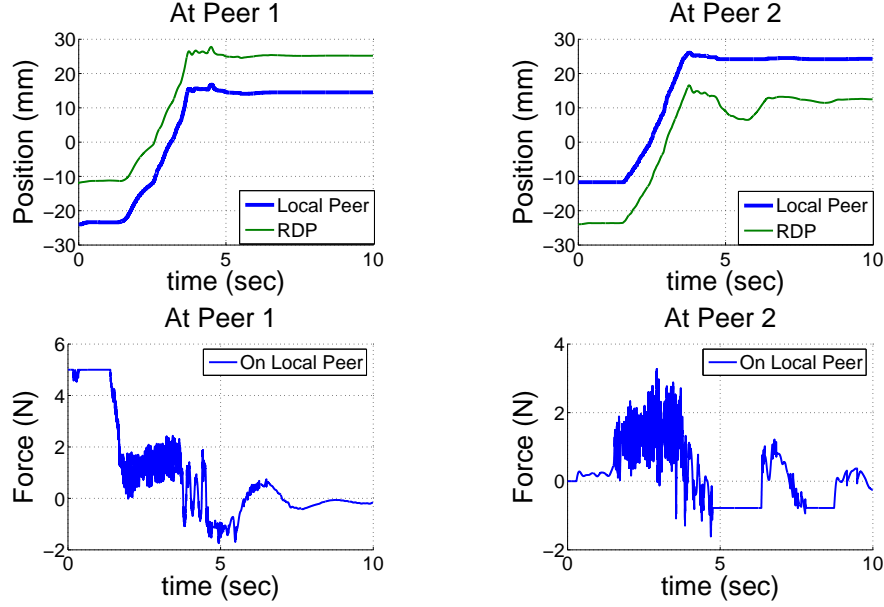 At Peer 1
Position (mm)
30
20
10
0
−10
−20
−30
0
5
10
time (sec)
Local Peer
RDP
At Peer 2
Position (mm)
30
20
10
0
−10
−20
−30
0
5
10
time (sec)
Local Peer
RDP
At Peer 1
Force (N)
6
4
2
0
−2
0
5
10
time (sec)
On Local Peer
At Peer 2
Force (N)
4
2
0
−2
0
5
10
time (sec)
On Local Peer